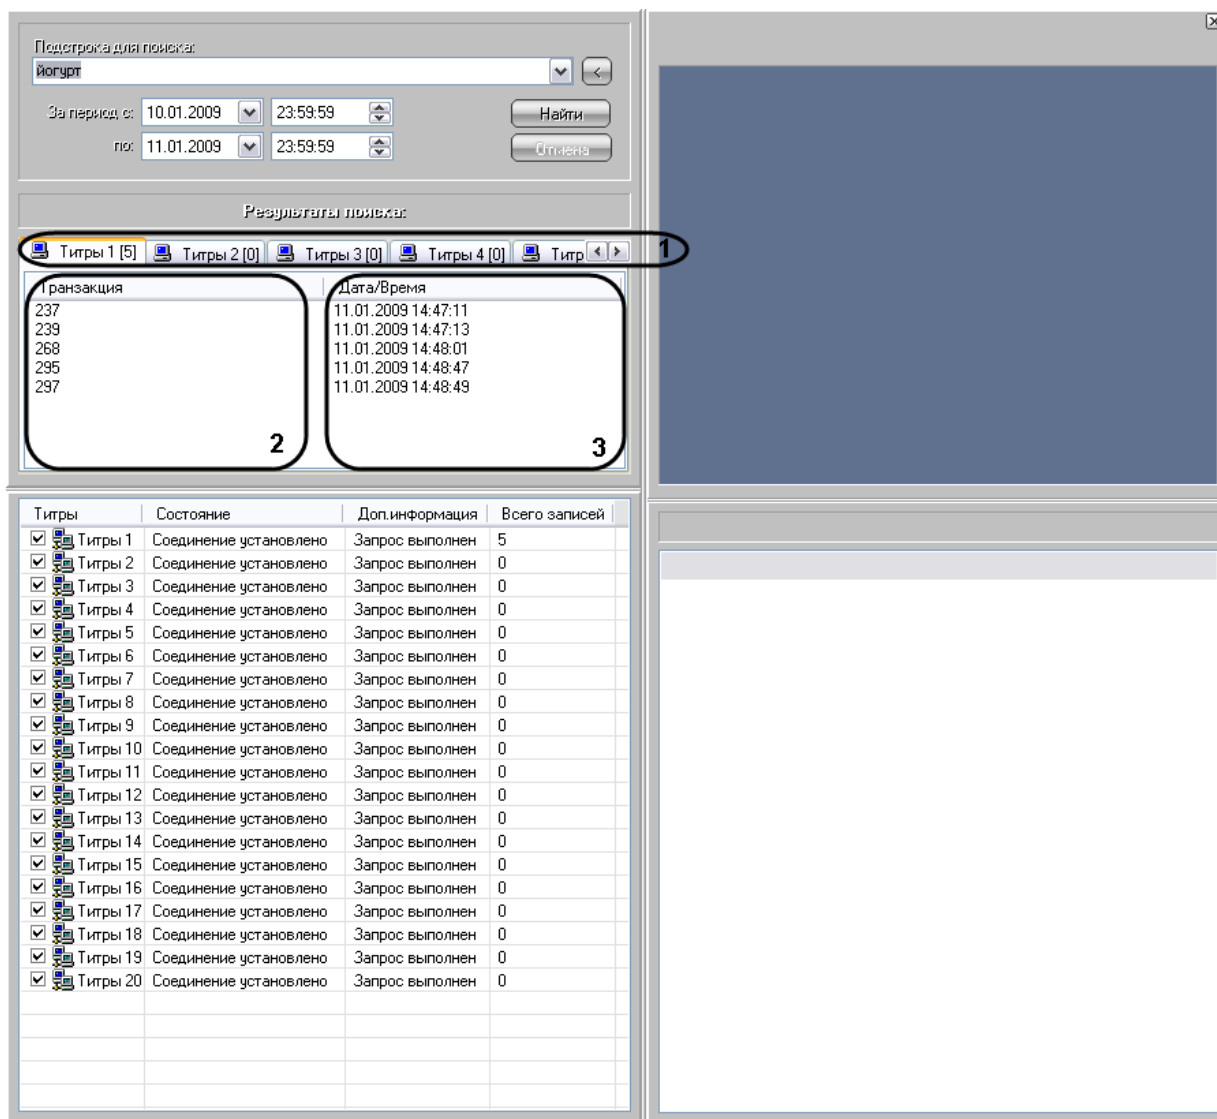 Подстрока для поиска:
йогурт
<
За период с: 10.01.2009 23:59:59 Найти
по: 11.01.2009 23:59:59 Отмена
Результаты поиска:
Титры 1 [5] Титры 2 [0] Титры 3 [0] Титры 4 [0] Титр 1
Транзакция Дата/Время
237 11.01.2009 14:47:11
239 11.01.2009 14:47:13
268 11.01.2009 14:48:01
295 11.01.2009 14:48:47
297 11.01.2009 14:48:49
2 3
Титры Состояние Доп.информация Всего записей
Титры 1 Соединение установлено Запрос выполнен 5
Титры 2 Соединение установлено Запрос выполнен 0
Титры 3 Соединение установлено Запрос выполнен 0
Титры 4 Соединение установлено Запрос выполнен 0
Титры 5 Соединение установлено Запрос выполнен 0
Титры 6 Соединение установлено Запрос выполнен 0
Титры 7 Соединение установлено Запрос выполнен 0
Титры 8 Соединение установлено Запрос выполнен 0
Титры 9 Соединение установлено Запрос выполнен 0
Титры 10 Соединение установлено Запрос выполнен 0
Титры 11 Соединение установлено Запрос выполнен 0
Титры 12 Соединение установлено Запрос выполнен 0
Титры 13 Соединение установлено Запрос выполнен 0
Титры 14 Соединение установлено Запрос выполнен 0
Титры 15 Соединение установлено Запрос выполнен 0
Титры 16 Соединение установлено Запрос выполнен 0
Титры 17 Соединение установлено Запрос выполнен 0
Титры 18 Соединение установлено Запрос выполнен 0
Титры 19 Соединение установлено Запрос выполнен 0
Титры 20 Соединение установлено Запрос выполнен 0